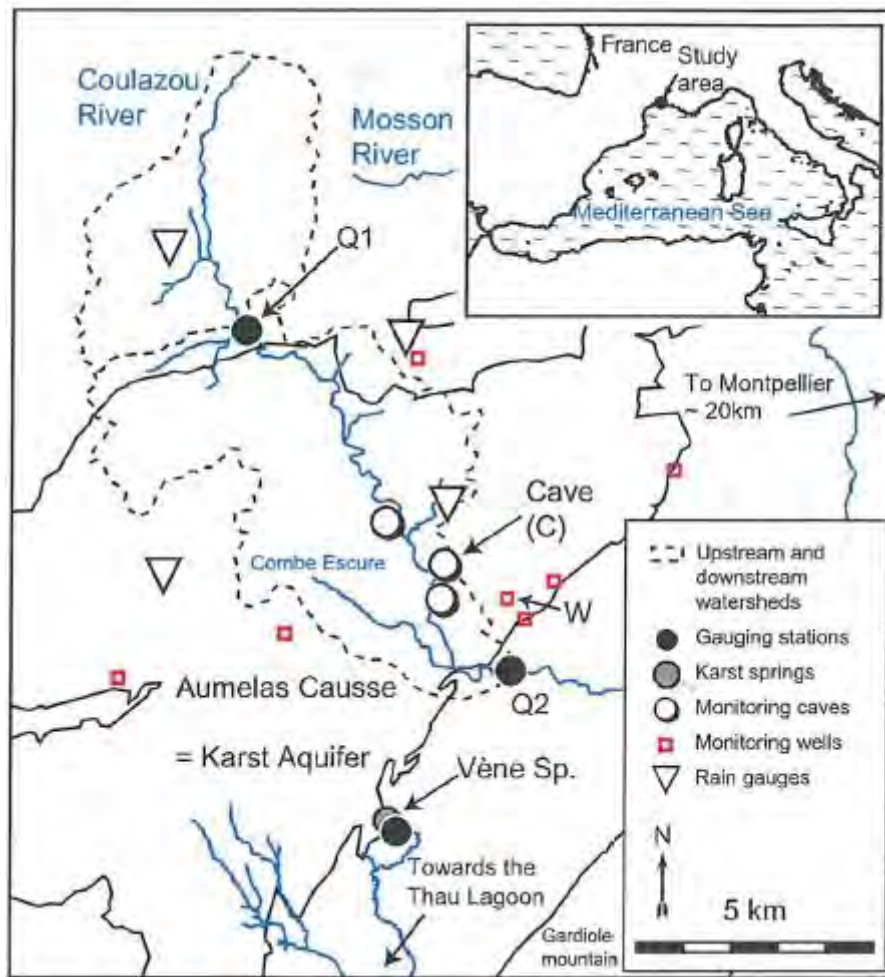 Coulazou
River
Mosson
River
France
Study
area
Mediterranean Sea
Q1
To Montpellier
~ 20km
Cave
(C)
Combe Escure
W
Aumelas Causse
Q2
= Karst Aquifer
Vène Sp.
Towards the
Thau Lagoon
Gardiole
mountain
Upstream and
downstream
watersheds
Gauging stations
Karst springs
Monitoring caves
Monitoring wells
Rain gauges
N
5 km